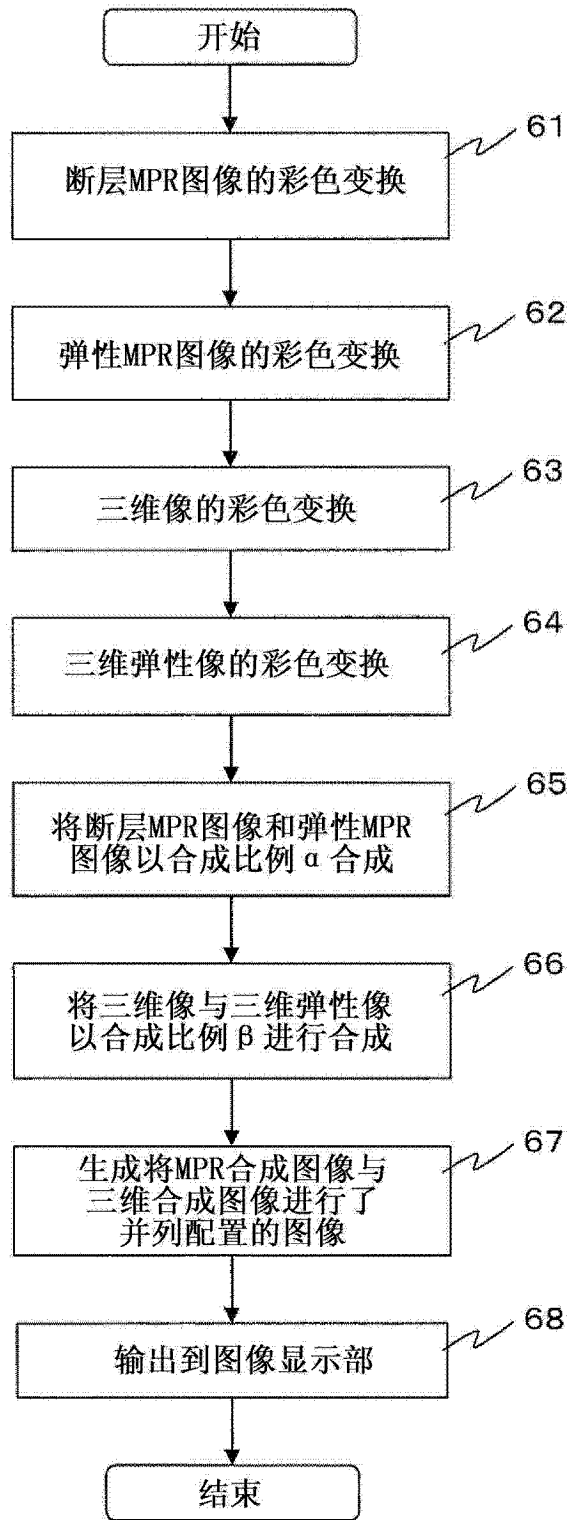 开始
61
断层MPR图像的彩色变换
62
弹性MPR图像的彩色变换
63
三维像的彩色变换
64
三维弹性像的彩色变换
65
将断层MPR图像和弹性MPR
图像以合成比例α合成
66
将三维像与三维弹性像
以合成比例β进行合成
67
生成将MPR合成图像与
三维合成图像进行了
并列配置的图像
68
输出到图像显示部
结束